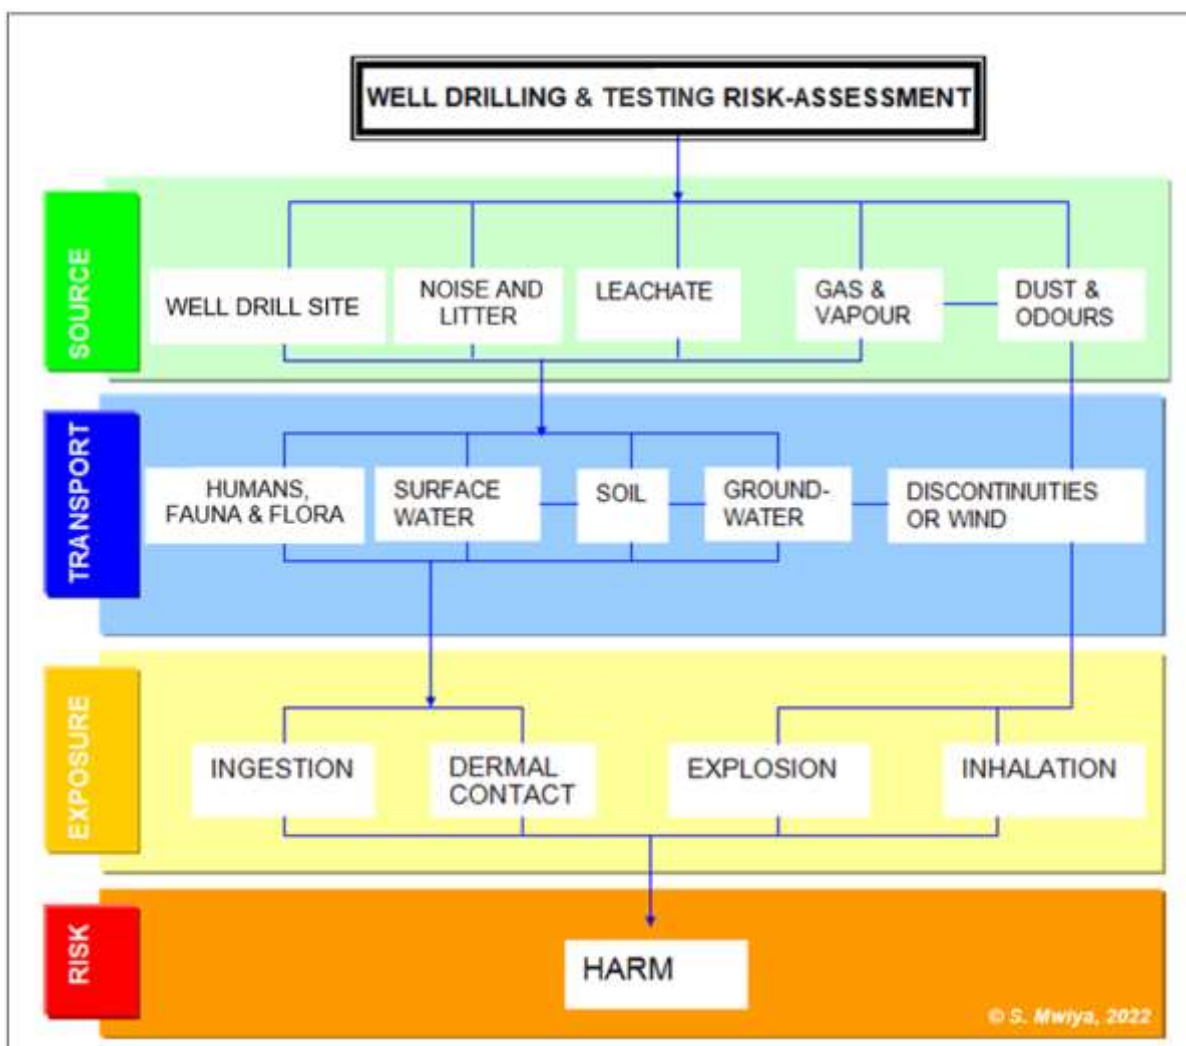 WELL DRILLING & TESTING RISK-ASSESSMENT
SOURCE
WELL DRILL SITE
NOISE AND
LITTER
LEACHATE
GAS &
VAPOUR
DUST &
ODOURS
TRANSPORT
HUMANS,
FAUNA & FLORA
SURFACE
WATER
SOIL
GROUND-
WATER
DISCONTINUITIES
OR WIND
EXPOSURE
INGESTION
DERMAL
CONTACT
EXPLOSION
INHALATION
RISK
HARM
© S. Mwiya, 2022